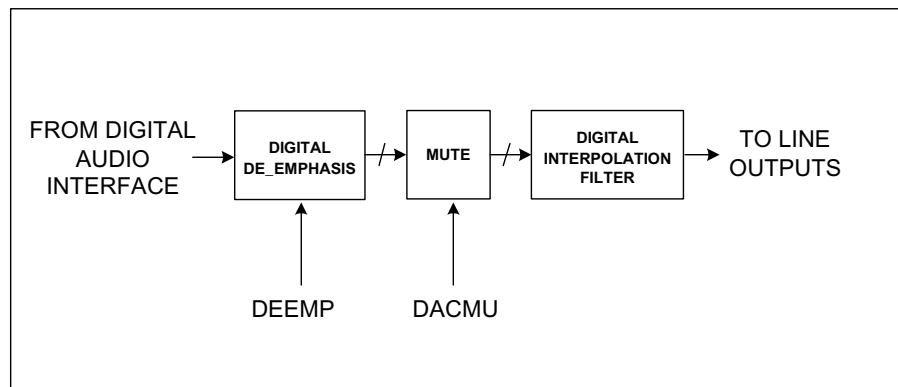 FROM DIGITAL
AUDIO
INTERFACE
DIGITAL
DE_EMPHASIS
MUTE
DIGITAL
INTERPOLATION
FILTER
TO LINE
OUTPUTS
DEEMP
DACMU